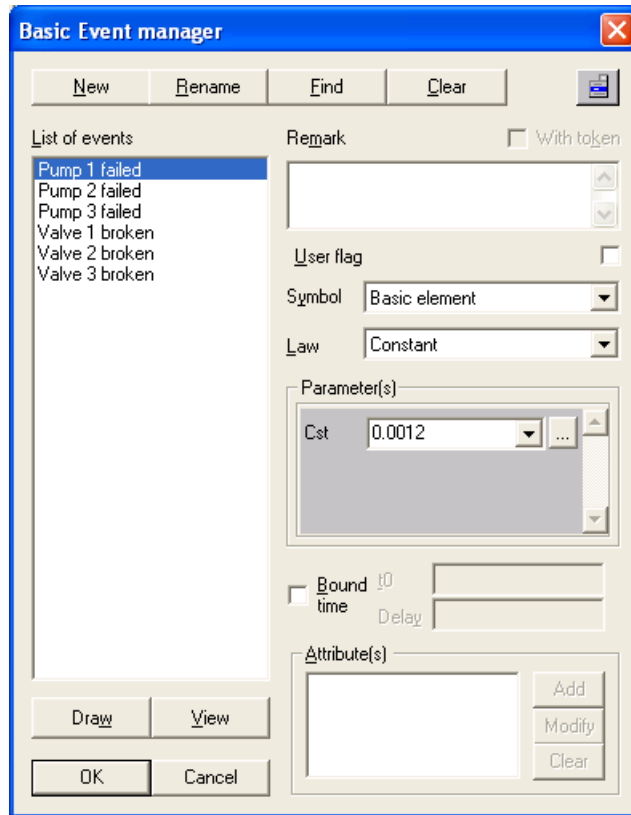 Basic Event manager
New Rename Find Clear
List of events
Pump 1 failed
Pump 2 failed
Pump 3 failed
Valve 1 broken
Valve 2 broken
Valve 3 broken
Draw View
OK Cancel
Remark With token
User flag
Symbol Basic element
Law Constant
Parameter(s)
Cst 0.0012 ...
Bound time
t0
Delay
Attribute(s)
Add
Modify
Clear